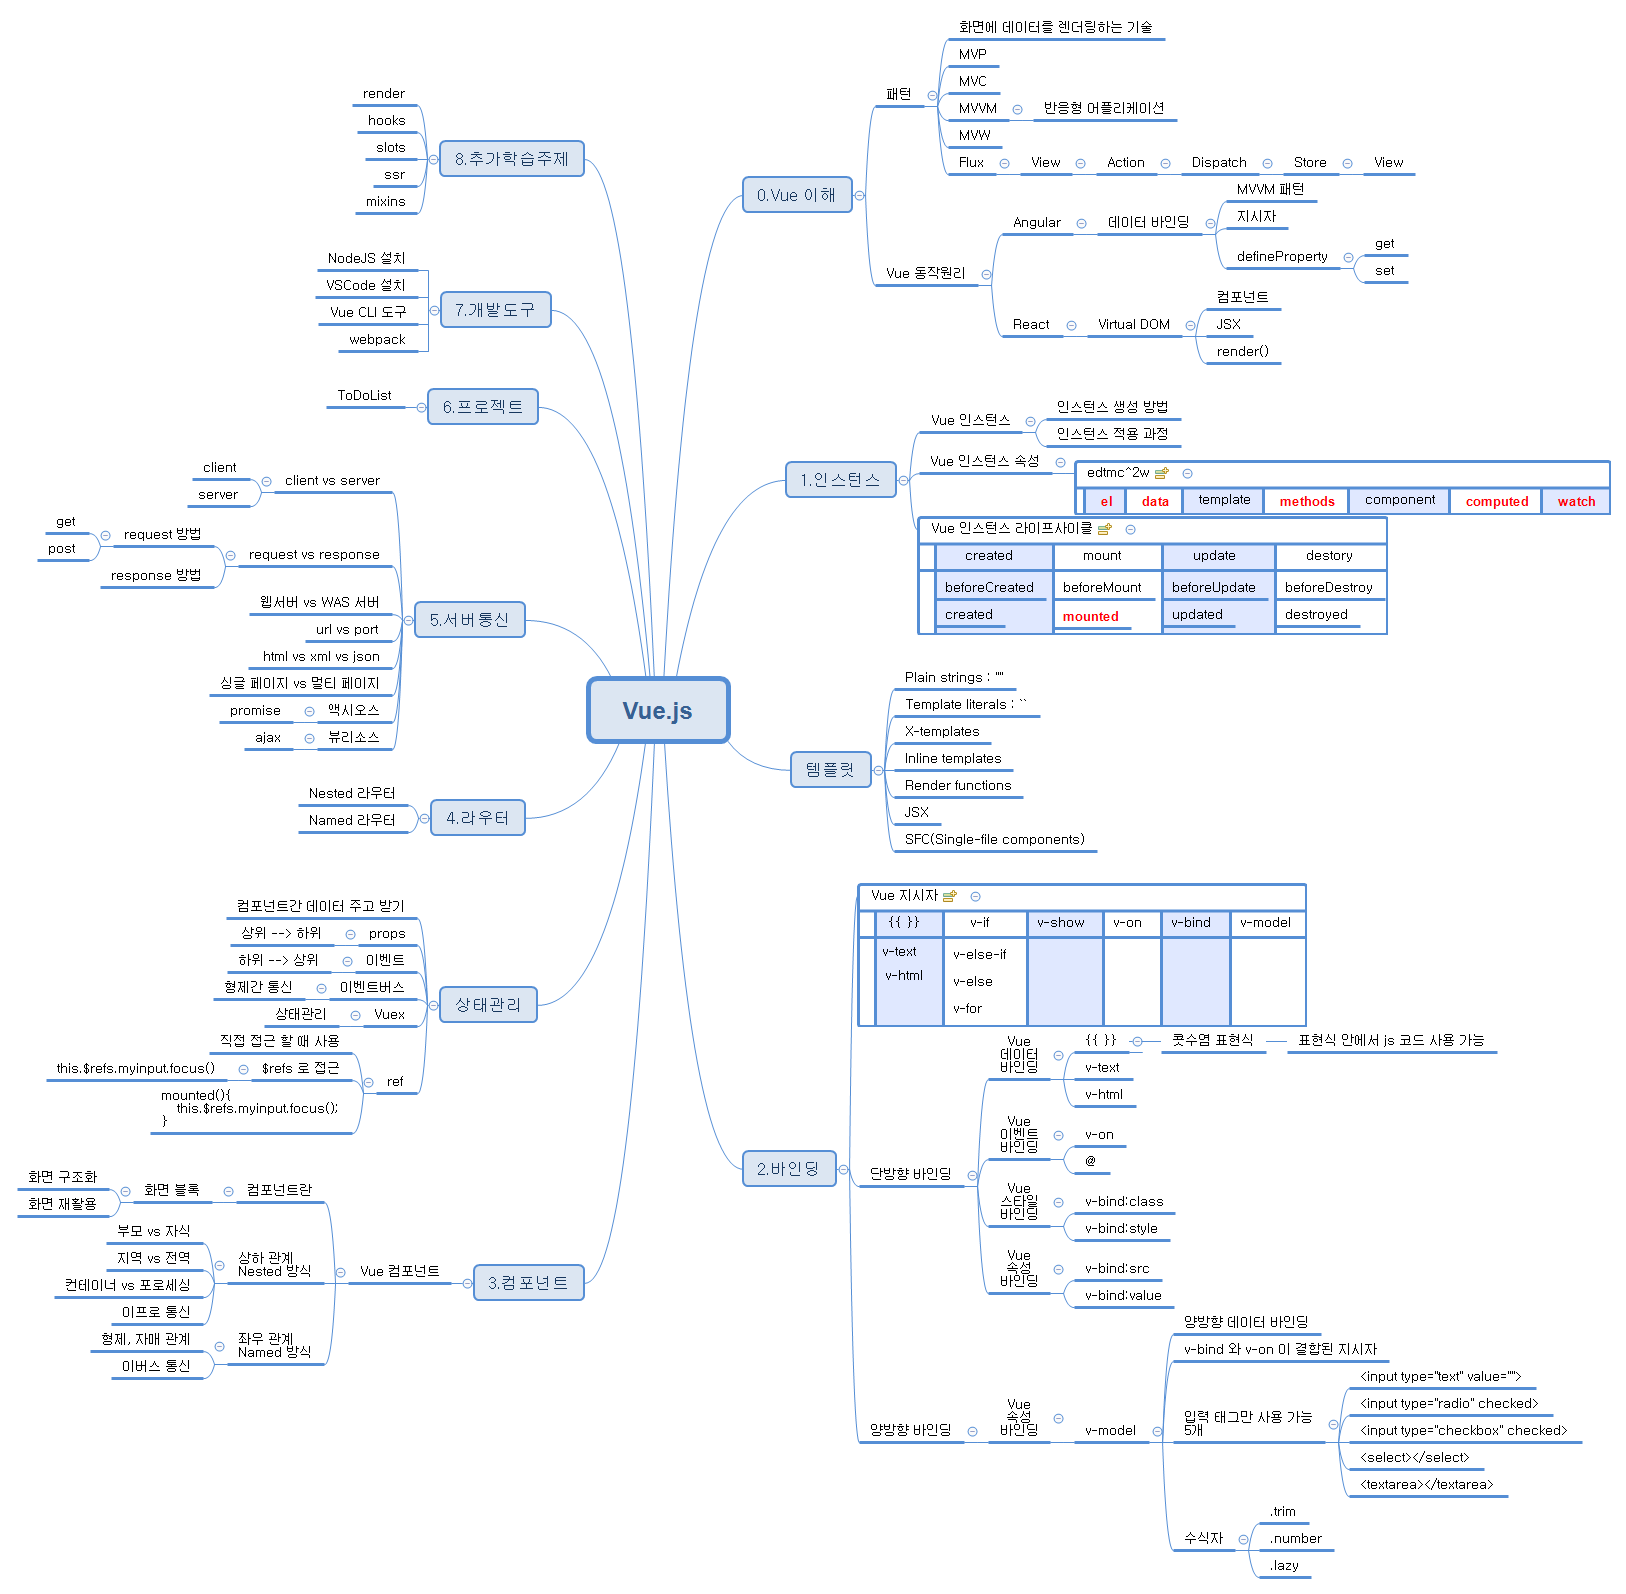 Vue.js
0.Vue 이해
패턴
화면에 데이터을 렌더링하는 기술
MVP
MVC
MVVM
반응형 어플리케이션
MVW
Flux
View
Action
Dispatch
Store
View
Vue 동작원리
Angular
데이터 바인딩
MVVM 패턴
지시자
defineProperty
get
set
React
Virtual DOM
컴포넌트
JSX
render()
1.인스턴스
Vue 인스턴스
인스턴스 생성 방법
인스턴스 적용 과정
Vue 인스턴스 속성
edtmc^2w
el data template methods component computed watch
Vue 인스턴스 라이프사이클
created mount update destory
beforeCreated beforeMount beforeUpdate beforeDestroy
created mounted updated destroyed
템플릿
Plain strings : ""
Template literals : ``
X-templates
Inline templates
Render functions
JSX
SFC(Single-file components)
2.바인딩
Vue 지시자
{{ }} v-if v-show v-on v-bind v-model
v-text v-else-if
v-html v-else
v-for
단방향 바인딩
Vue
데이터
바인딩
{{ }}
콧수염 표현식
표현식 안에서 js 코드 사용 가능
v-text
v-html
Vue
이벤트
바인딩
v-on
@
Vue
스타일
바인딩
v-bind:class
v-bind:style
Vue
속성
바인딩
v-bind:src
v-bind:value
양방향 바인딩
Vue
속성
바인딩
v-model
양방향 데이터 바인딩
v-bind 와 v-on 이 결합된 지시자
입력 태그만 사용 가능
5개
<input type="text" value="">
<input type="radio" checked>
<input type="checkbox" checked>
<select></select>
<textarea></textarea>
수식자
.trim
.number
.lazy
3.컴포넌트
Vue 컴포넌트
컴포넌트란
화면 블록
화면 구조화
화면 재활용
상하 관계
Nested 방식
부모 vs 자식
지역 vs 전역
컨테이너 vs 포로세싱
이프로 통신
좌우 관계
Named 방식
형제, 자매 관계
이버스 통신
상태관리
컴포넌트간 데이터 주고 받기
props
상위 --> 하위
이벤트
하위 --> 상위
이벤트버스
형제간 통신
Vuex
상태관리
ref
직접 접근 할 때 사용
$refs 로 접근
this.$refs.myinput.focus()
mounted(){
this.$refs.myinput.focus();
}
4.라우터
Nested 라우터
Named 라우터
5.서버통신
client vs server
client
server
request vs response
request 방법
get
post
response 방법
웹서버 vs WAS 서버
url vs port
html vs xml vs json
싱글 페이지 vs 멀티 페이지
액시오스
promise
뷰리소스
ajax
6.프로젝트
ToDoList
7.개발도구
NodeJS 설치
VSCode 설치
Vue CLI 도구
webpack
8.추가학습주제
render
hooks
slots
ssr
mixins